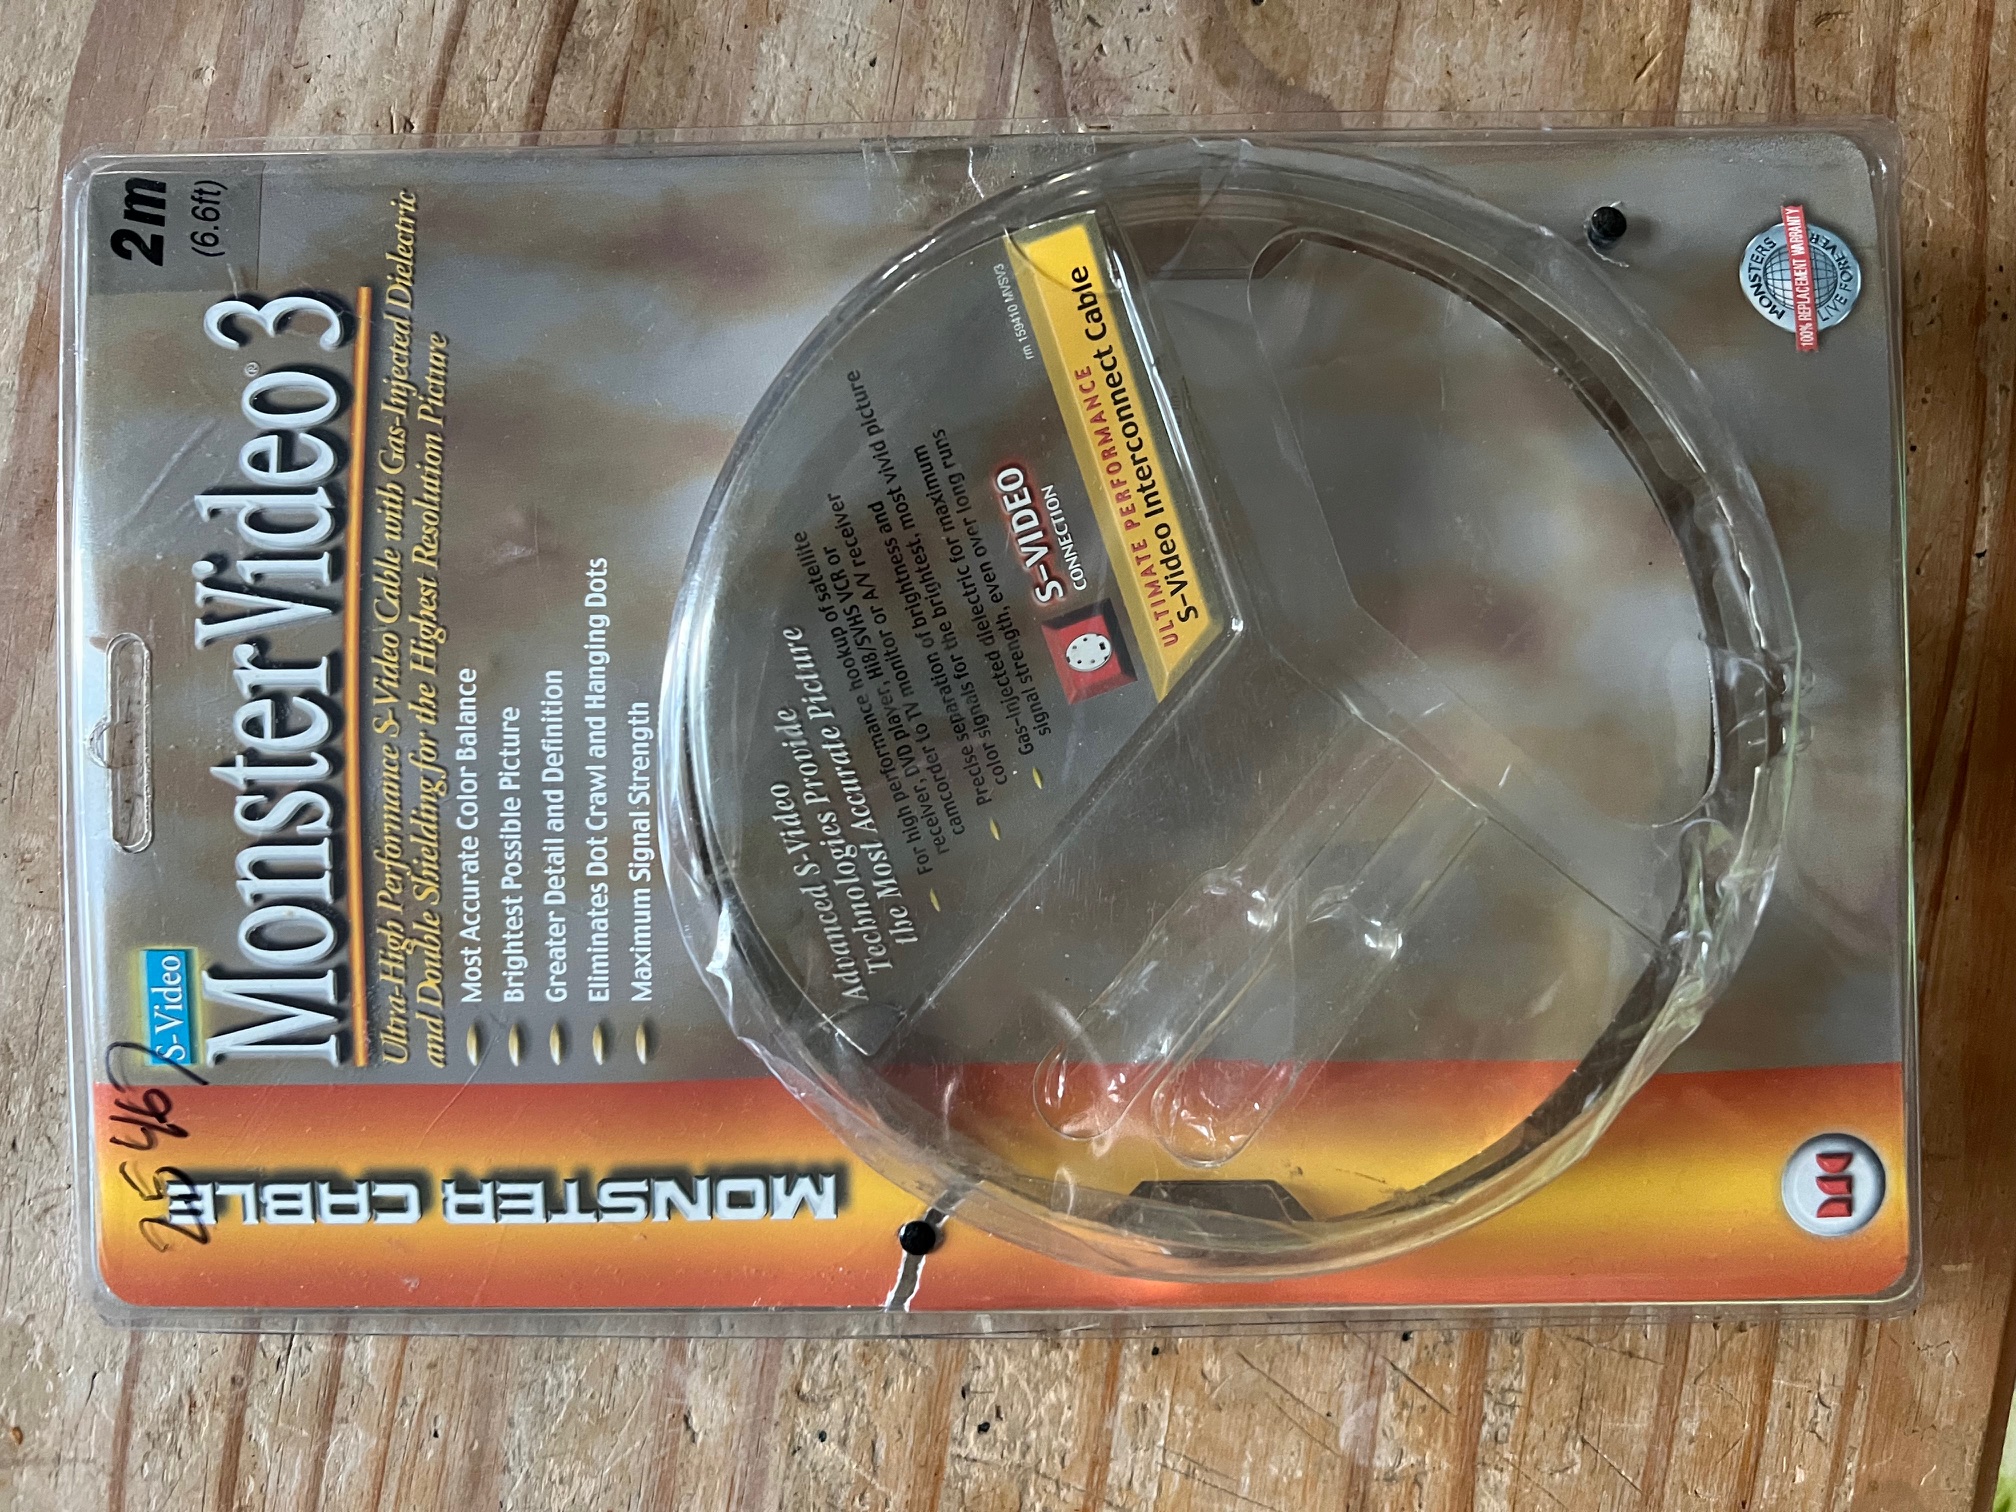 25467
S-Video
2m
(6.6ft)
MonsterVideo® 3
Ultra-High Performance S-Video Cable with Gas-Injected Dielectric
and Double Shielding for the Highest Resolution Picture
Most Accurate Color Balance
Brightest Possible Picture
Greater Detail and Definition
Eliminates Dot Crawl and Hanging Dots
Maximum Signal Strength
MONSTER CABLE
Advanced S-Video
Technologies Provide
the Most Accurate Picture
For high performance hookup of satellite
receiver, DVD player, Hi8/SVHS VCR or
camcorder to TV monitor or A/V receiver
Precise separation of brightness and
color signals for the brightest, most vivid picture
Gas-Injected dielectric for maximum
signal strength, even over long runs
S-VIDEO
CONNECTION
rm 159410 MVSV3
ULTIMATE PERFORMANCE
S-Video Interconnect Cable
MONSTERS
100% REPLACEMENT WARRANTY
LIVE FOREVER